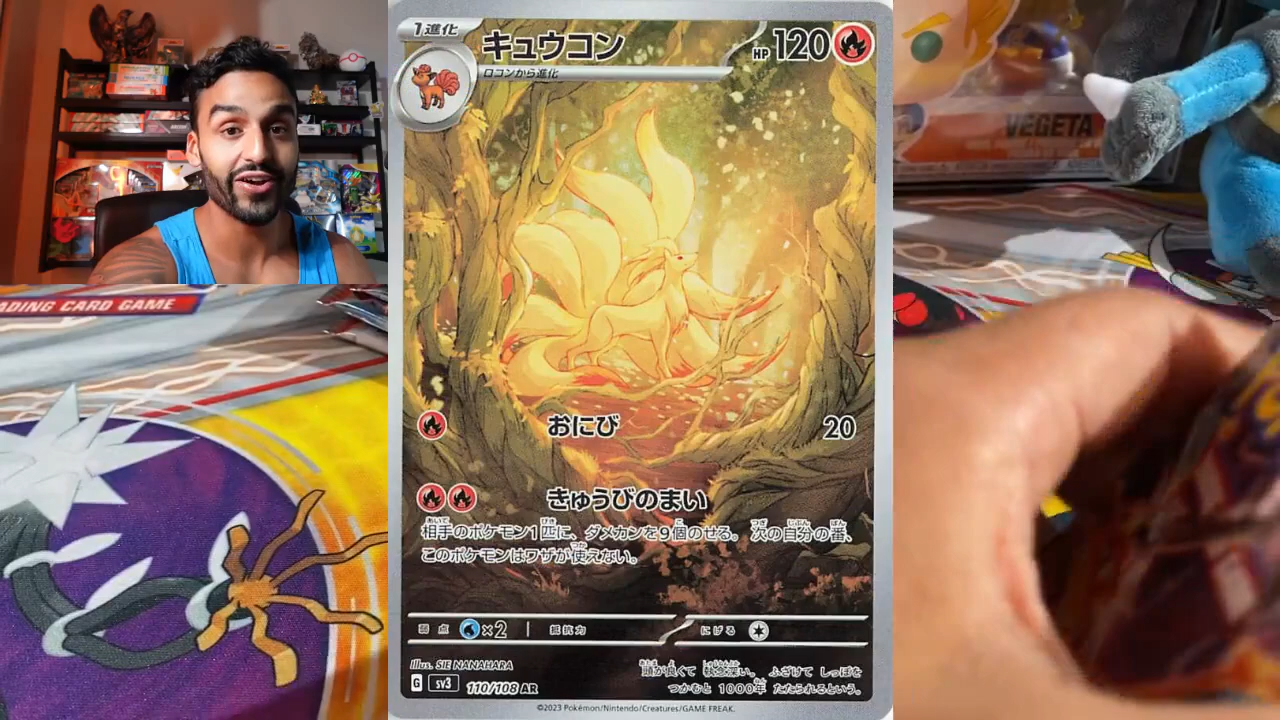 1進化
キュウコン
HP 120
ロコンから進化
VEGETA
ADING CARD GAME
おにび 20
きゅうびのまい
相手のポケモン1匹に、ダメカンを9個のせる。次の自分の番、
このポケモンはワザが使えない。
弱点 ×2 抵抗力 にげる
Illus. SIE NANAHARA
頭が良くて 執念深い。 ふざけて しっぽを
つかむと 1000年 たたられるという。
G sv3 110/108 AR
©2023 Pokémon/Nintendo/Creatures/GAME FREAK.